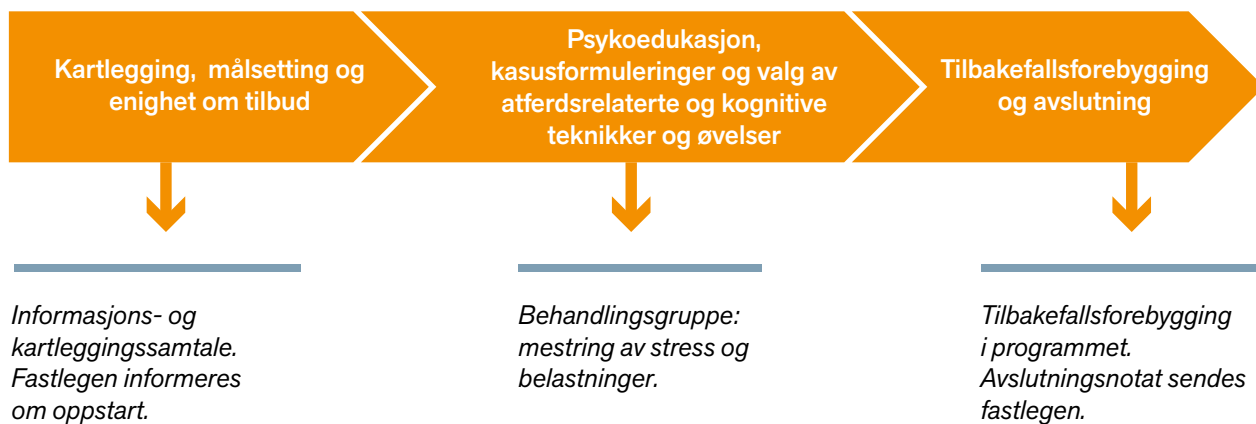 Kartlegging, målsetting og
enighet om tilbud
Psykoedukasjon,
kasusformuleringer og valg av
atferdsrelaterte og kognitive
teknikker og øvelser
Tilbakefallsforebygging
og avslutning
Informasjons- og
kartleggingssamtale.
Fastlegen informeres
om oppstart.
Behandlingsgruppe:
mestring av stress og
belastninger.
Tilbakefallsforebygging
i programmet.
Avslutningsnotat sendes
fastlegen.